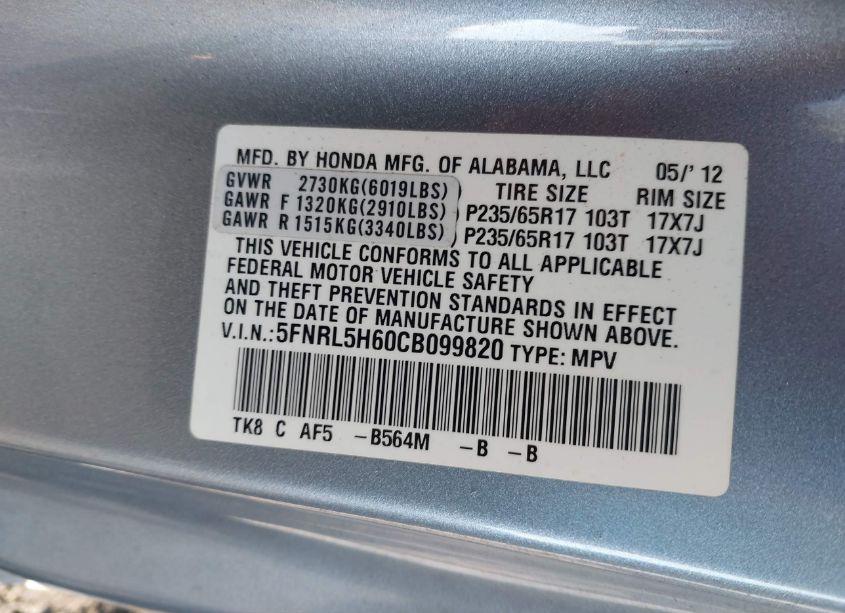 MFD. BY HONDA MFG. OF ALABAMA, LLC 05/' 12
GVWR 2730KG(6019LBS) TIRE SIZE RIM SIZE
GAWR F 1320KG(2910LBS) P235/65R17 103T 17X7J
GAWR R 1515KG(3340LBS) ) P235/65R17 103T 17X7J
THIS VEHICLE CONFORMS TO ALL APPLICABLE
FEDERAL MOTOR VEHICLE SAFETY
AND THEFT PREVENTION STANDARDS IN EFFECT
ON THE DATE OF MANUFACTURE SHOWN ABOVE.
V.I.N.:5FNRL5H60CB099820 TYPE: MPV
TK8 C AF5 -B564M -B -B